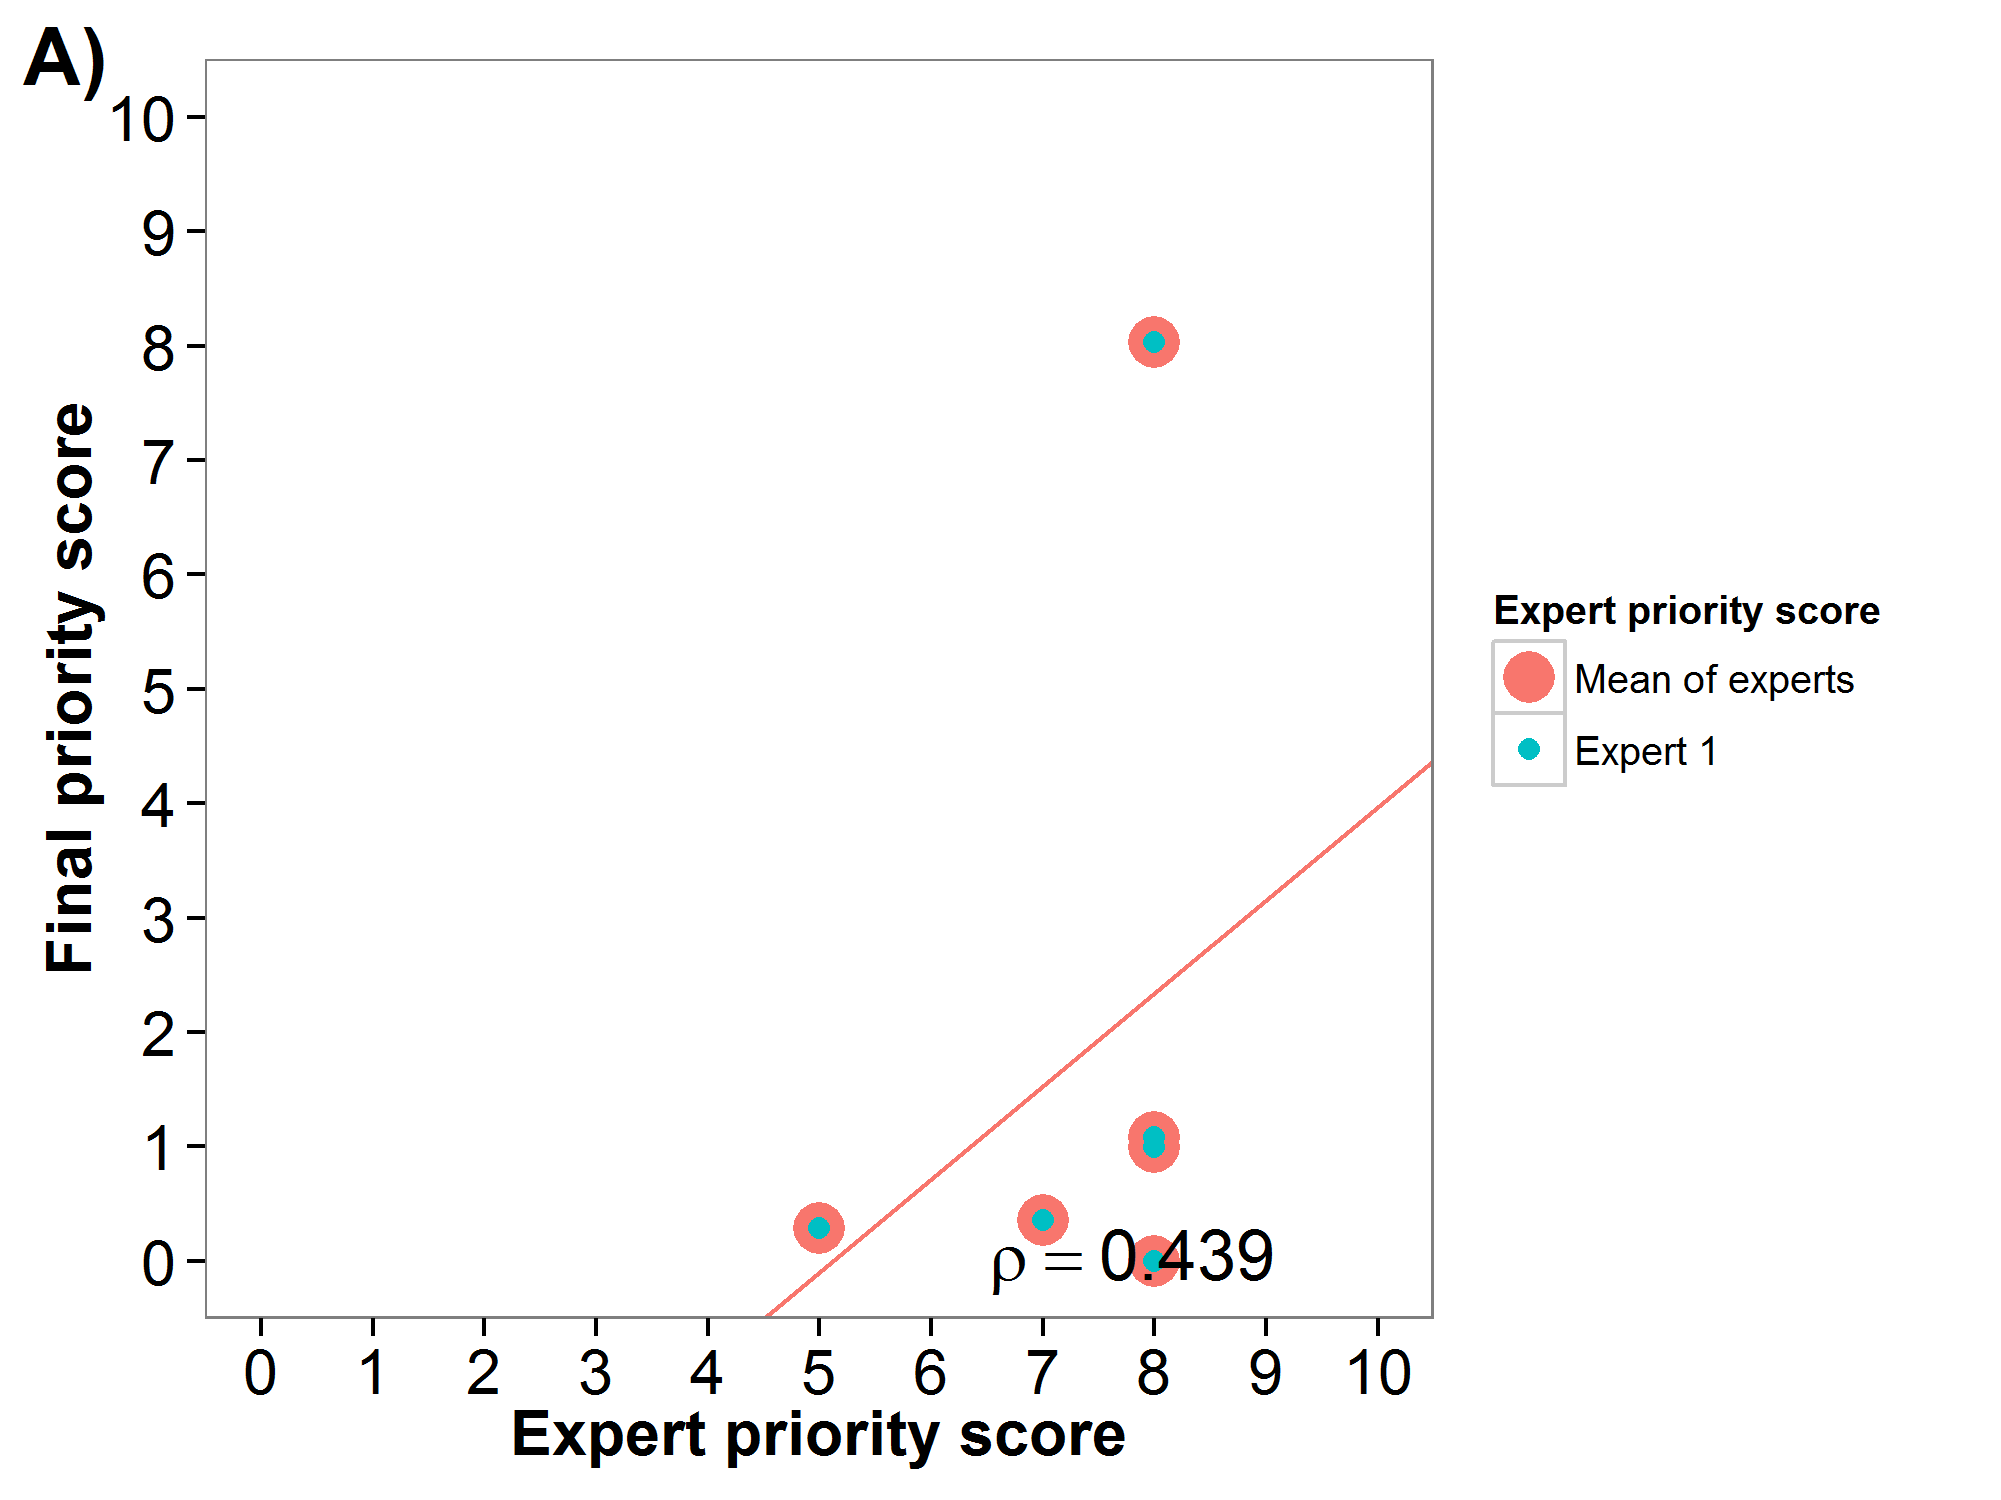 A)
10
9
8
7
6
5
4
3
2
1
0
Final priority score
ρ = 0.439
0 1 2 3 4 5 6 7 8 9 10
Expert priority score
Expert priority score
Mean of experts
Expert 1